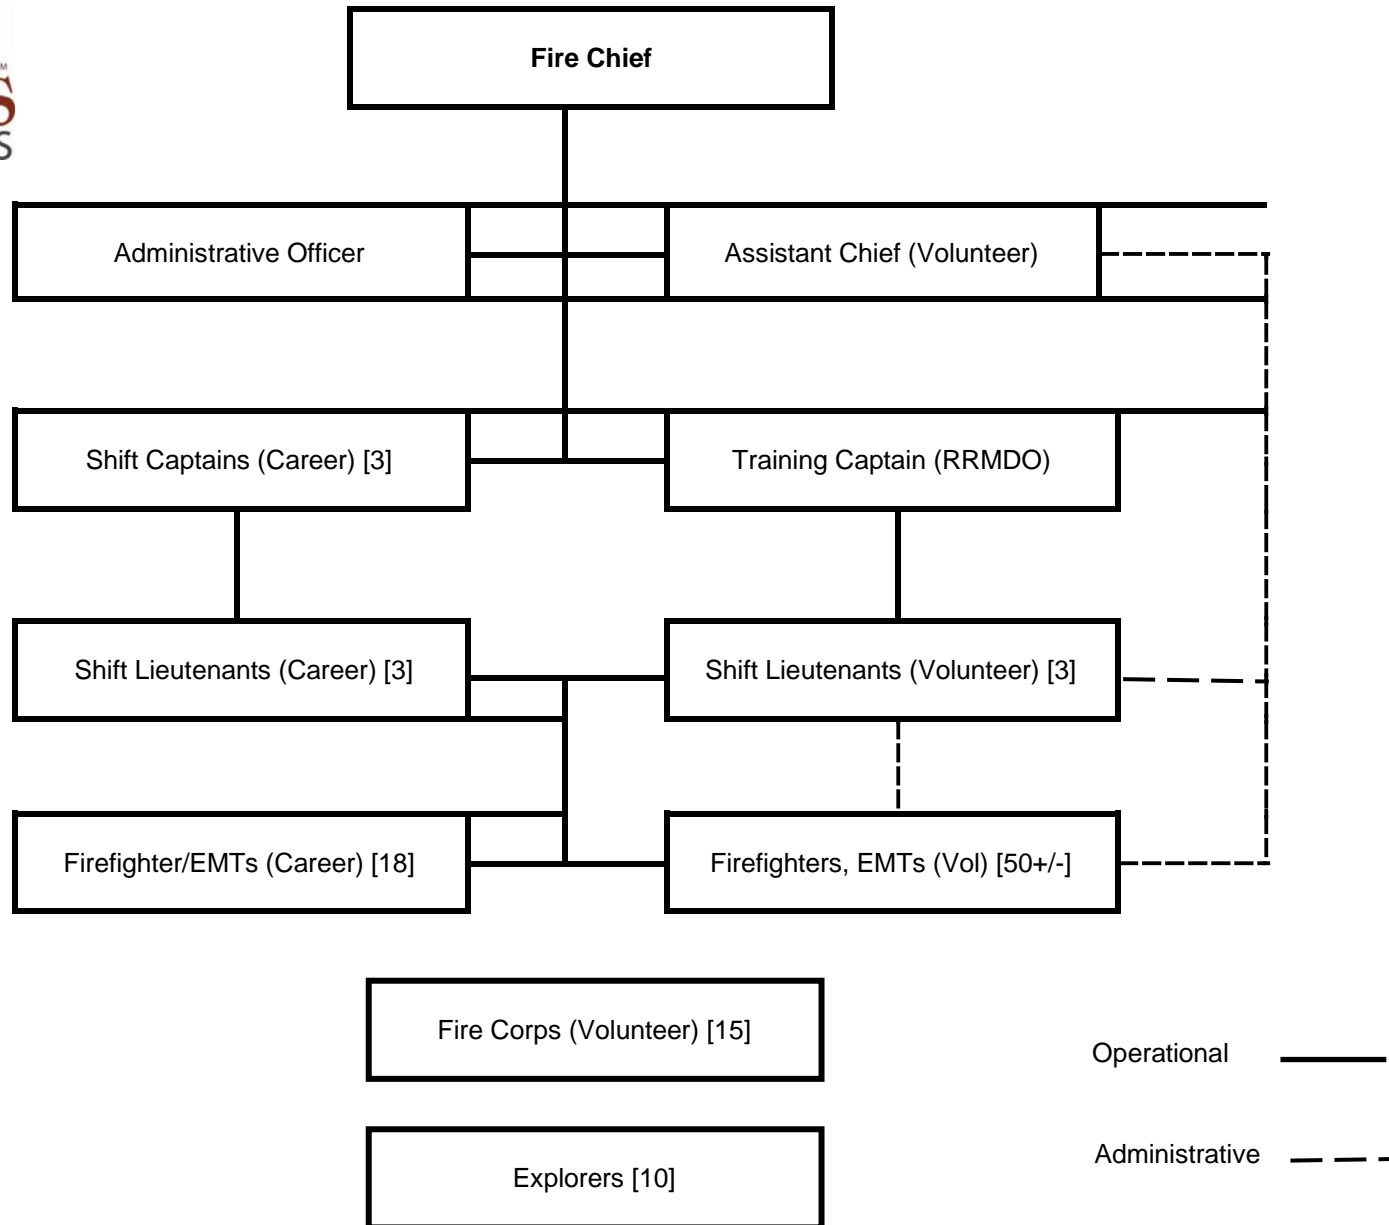 Fire Chief
Administrative Officer
Assistant Chief (Volunteer)
Shift Captains (Career) [3]
Training Captain (RRMDO)
Shift Lieutenants (Career) [3]
Shift Lieutenants (Volunteer) [3]
Firefighter/EMTs (Career) [18]
Firefighters, EMTs (Vol) [50+/-]
Fire Corps (Volunteer) [15]
Operational
Explorers [10]
Administrative